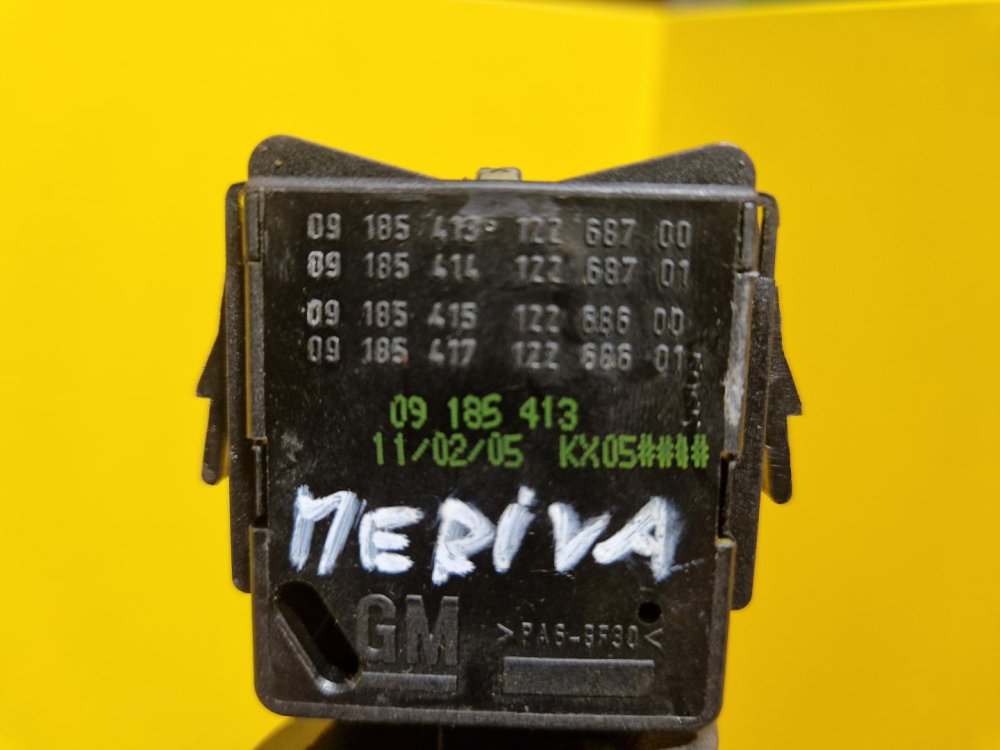 09 185 413 122 687 00
09 185 414 122 687 01
09 185 415 122 686 00
09 185 417 122 686 01
09 185 413
11/02/05 KX05####
MERiVA
GM
>PA6-GF30<